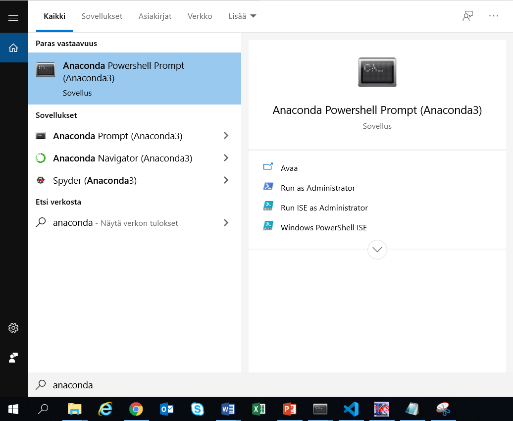 Kaikki Sovellukset Asiakirjat Verkko Lisää
Paras vastaavuus
Anaconda Powershell Prompt
(Anaconda3)
Sovellus
Sovellukset
Anaconda Prompt (Anaconda3)
Anaconda Navigator (Anaconda3)
Spyder (Anaconda3)
Etsi verkosta
anaconda - Näytä verkon tulokset
Anaconda Powershell Prompt (Anaconda3)
Sovellus
Avaa
Run as Administrator
Run ISE as Administrator
Windows PowerShell ISE
anaconda